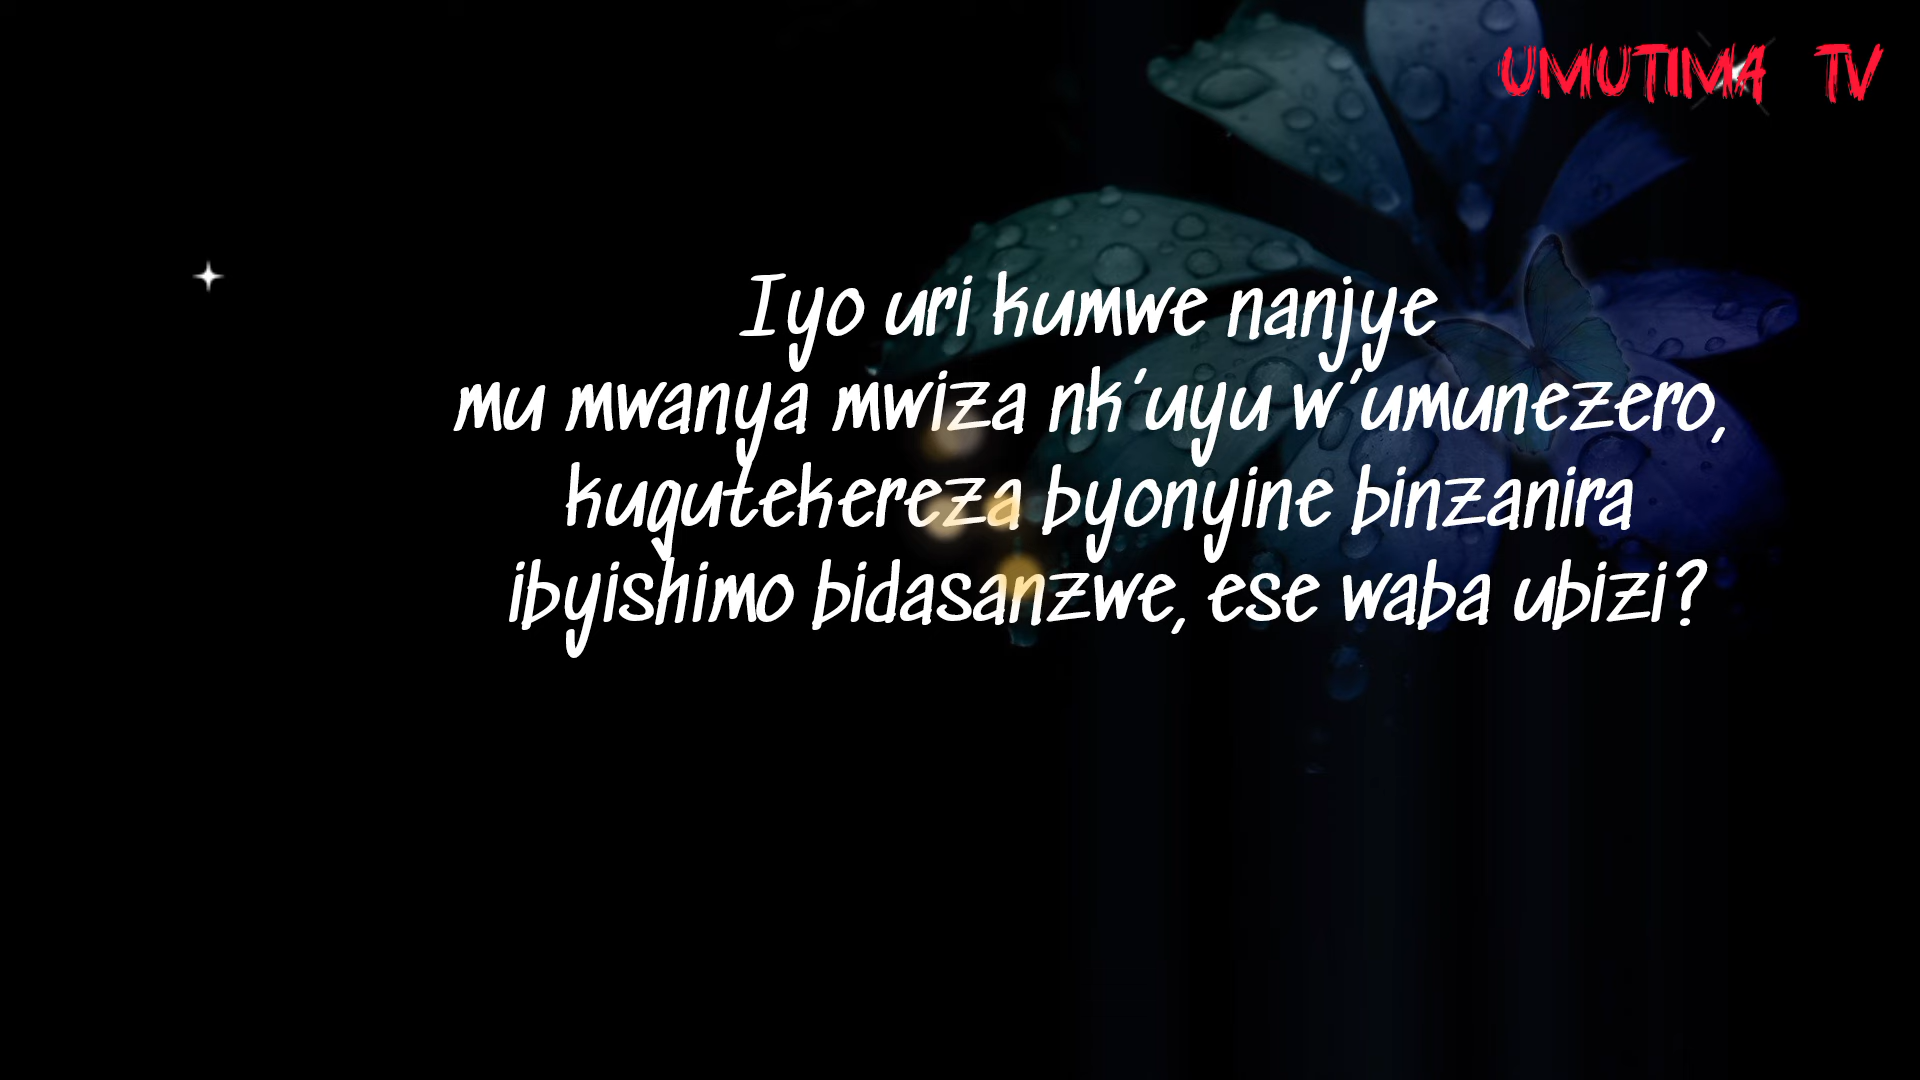 UMUTIMA TV
Iyo uri kumwe nanjye
mu mwanya mwiza nk'uyu w'umunezero,
kugutekereza byonyine binzanira
ibyishimo bidasanzwe, ese waba ubizi?